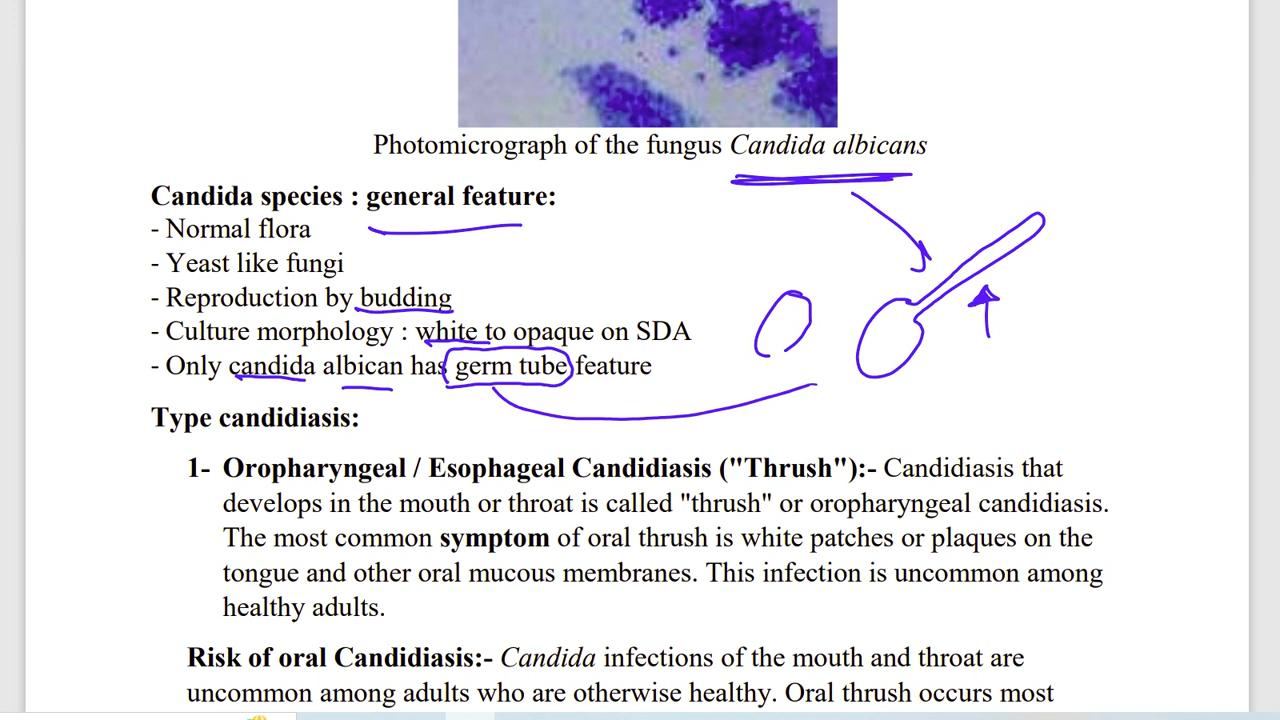 Photomicrograph of the fungus Candida albicans
Candida species : general feature:
- Normal flora
- Yeast like fungi
- Reproduction by budding
- Culture morphology : white to opaque on SDA
- Only candida albican has germ tube feature
Type candidiasis:
1- Oropharyngeal / Esophageal Candidiasis ("Thrush"):- Candidiasis that
develops in the mouth or throat is called "thrush" or oropharyngeal candidiasis.
The most common symptom of oral thrush is white patches or plaques on the
tongue and other oral mucous membranes. This infection is uncommon among
healthy adults.
Risk of oral Candidiasis:- Candida infections of the mouth and throat are
uncommon among adults who are otherwise healthy. Oral thrush occurs most